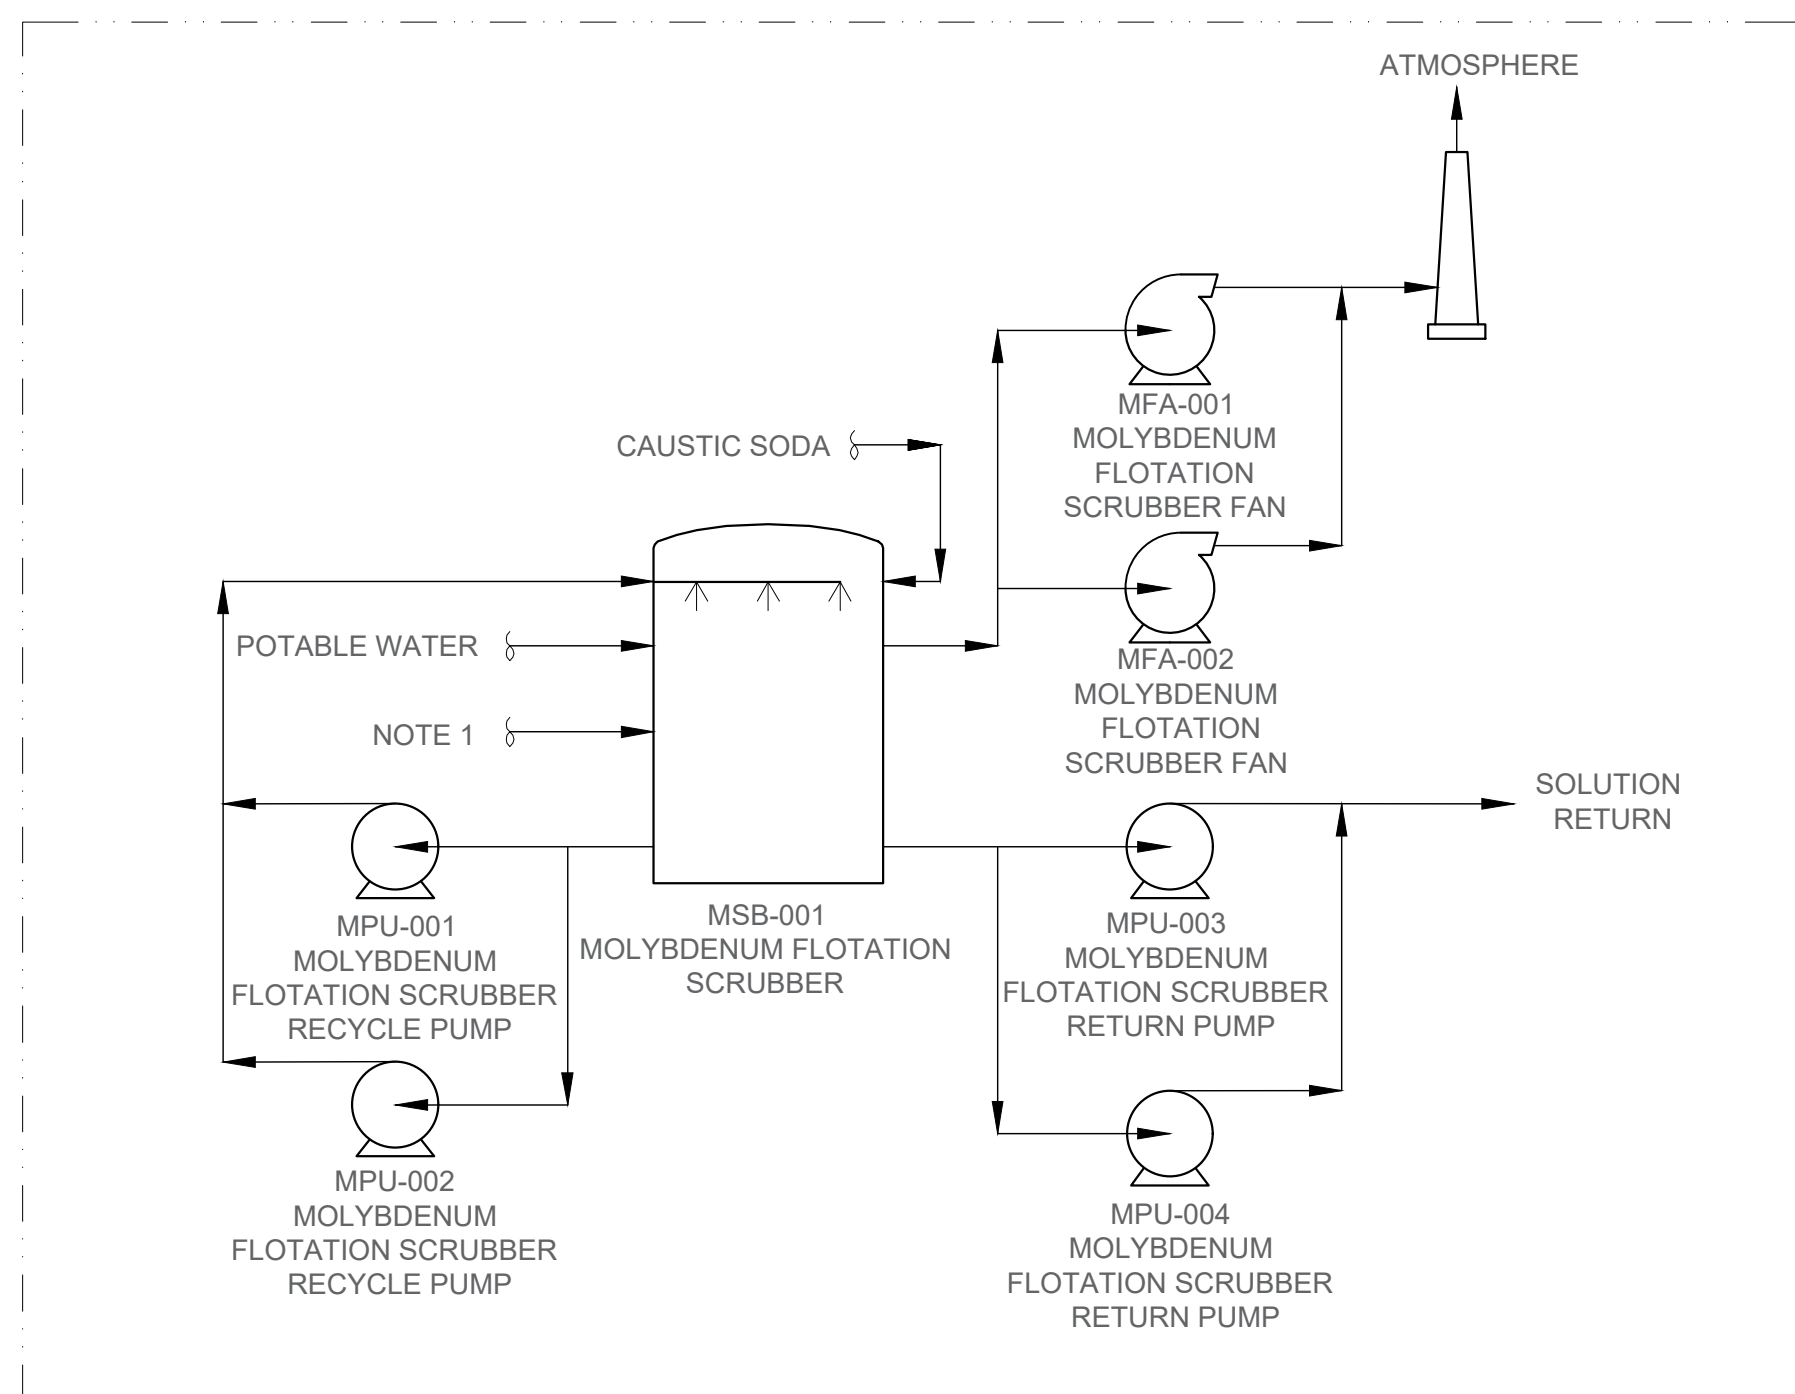 ATMOSPHERE
MFA-001
MOLYBDENUM
FLOTATION
SCRUBBER FAN
CAUSTIC SODA
POTABLE WATER
MFA-002
MOLYBDENUM
FLOTATION
SCRUBBER FAN
NOTE 1
SOLUTION
RETURN
MPU-001
MOLYBDENUM
FLOTATION SCRUBBER
RECYCLE PUMP
MSB-001
MOLYBDENUM FLOTATION
SCRUBBER
MPU-003
MOLYBDENUM
FLOTATION SCRUBBER
RETURN PUMP
MPU-002
MOLYBDENUM
FLOTATION SCRUBBER
RECYCLE PUMP
MPU-004
MOLYBDENUM
FLOTATION SCRUBBER
RETURN PUMP